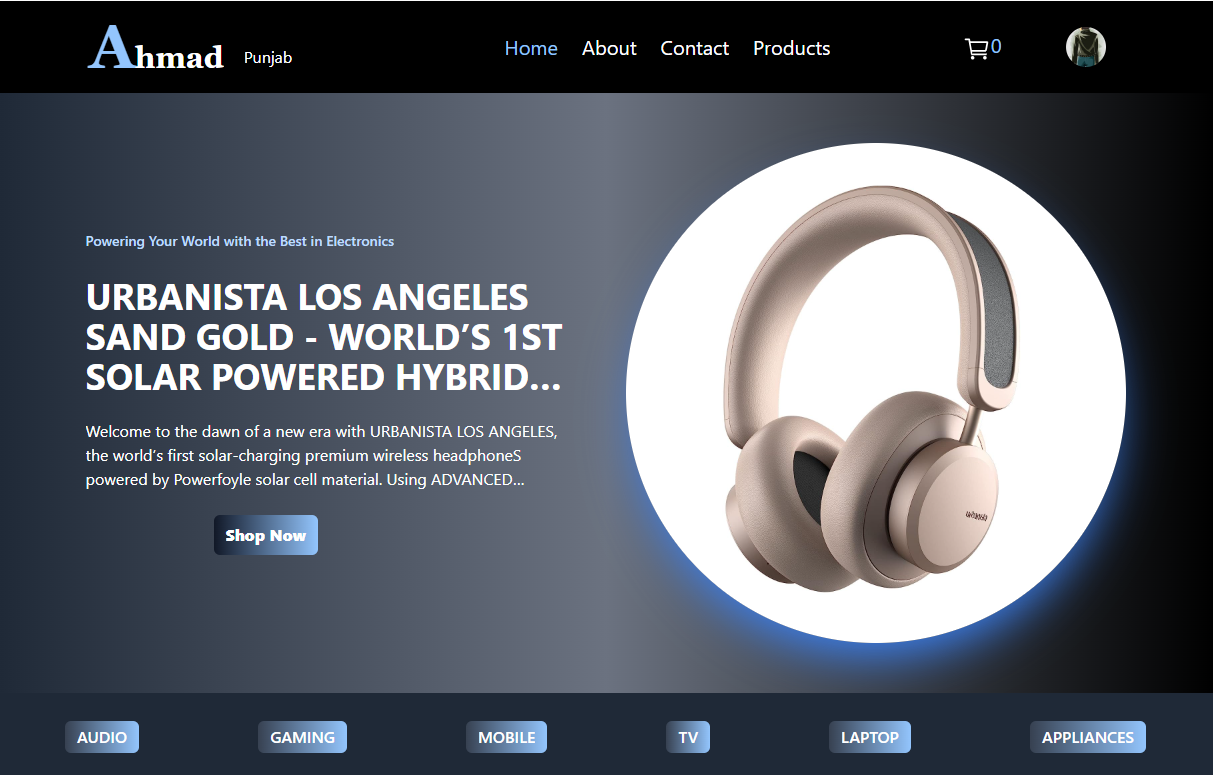 Ahmad Punjab
Home About Contact Products
0
Powering Your World with the Best in Electronics
URBANISTA LOS ANGELES
SAND GOLD - WORLD’S 1ST
SOLAR POWERED HYBRID...
Welcome to the dawn of a new era with URBANISTA LOS ANGELES,
the world’s first solar-charging premium wireless headphoneS
powered by Powerfoyle solar cell material. Using ADVANCED...
Shop Now
urbanista
AUDIO GAMING MOBILE TV LAPTOP APPLIANCES